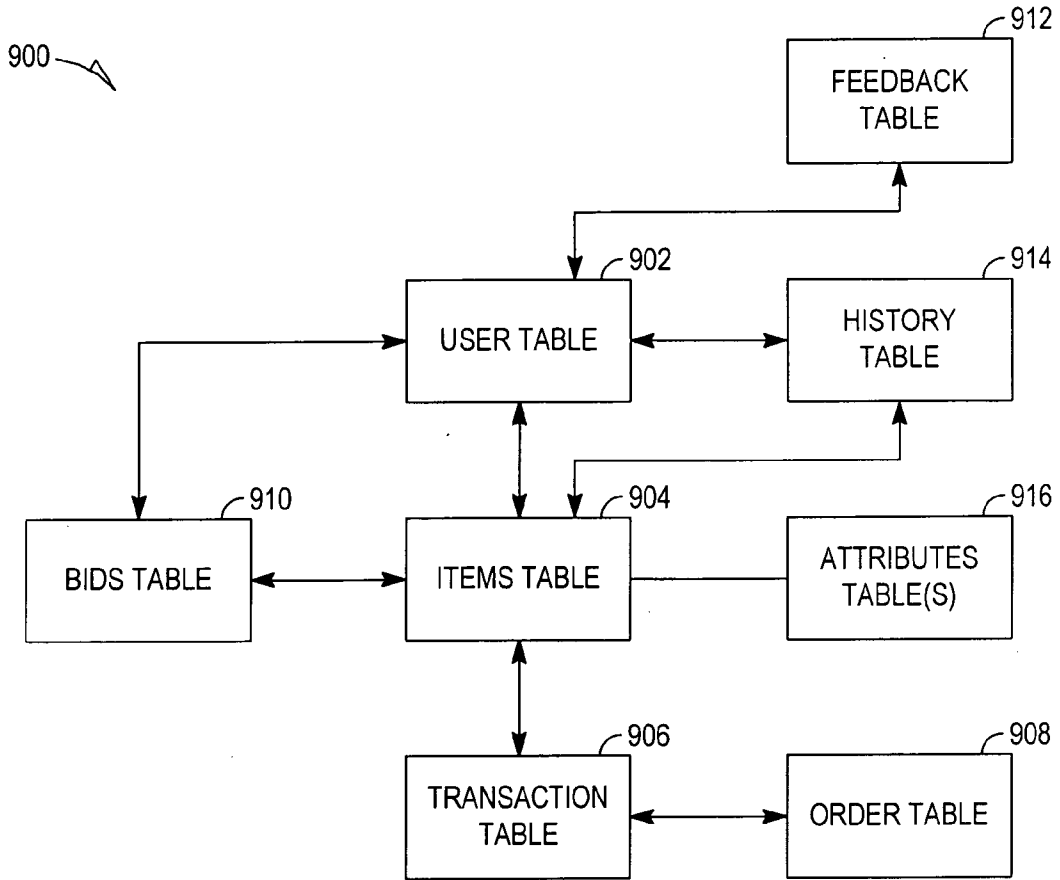 900
912
FEEDBACK
TABLE
902
USER TABLE
914
HISTORY
TABLE
910
BIDS TABLE
904
ITEMS TABLE
916
ATTRIBUTES
TABLE(S)
906
TRANSACTION
TABLE
908
ORDER TABLE